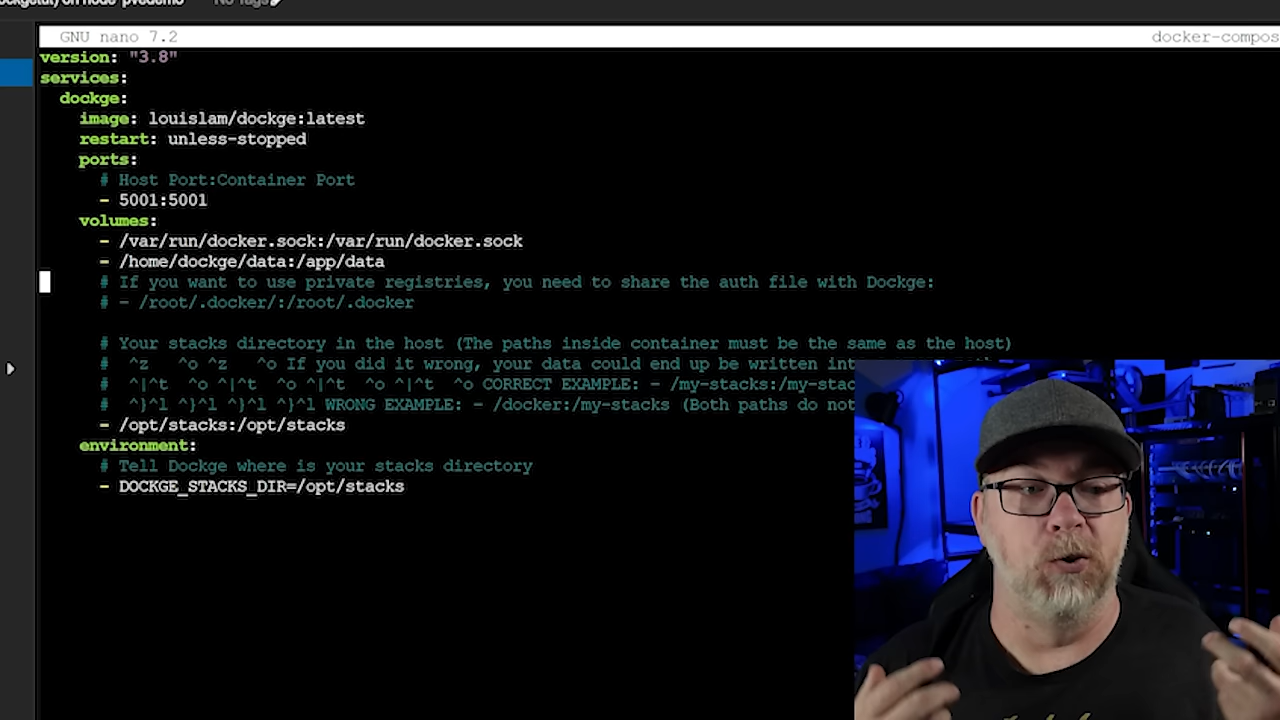 on node 'pvedemo' No Tags
GNU nano 7.2 docker-compos
version: "3.8"
services:
  dockge:
    image: louislam/dockge:latest
    restart: unless-stopped
    ports:
      # Host Port:Container Port
      - 5001:5001
    volumes:
      - /var/run/docker.sock:/var/run/docker.sock
      - /home/dockge/data:/app/data
      # If you want to use private registries, you need to share the auth file with Dockge:
      # - /root/.docker/:/root/.docker
      # Your stacks directory in the host (The paths inside container must be the same as the host)
      #  ^z   ^o ^z   ^o If you did it wrong, your data could end up be written int
      #  ^|^t  ^o ^|^t  ^o ^|^t  ^o ^|^t  ^o CORRECT EXAMPLE: - /my-stacks:/my-stac
      #  ^}^l ^}^l ^}^l ^}^l WRONG EXAMPLE: - /docker:/my-stacks (Both paths do not
      - /opt/stacks:/opt/stacks
    environment:
      # Tell Dockge where is your stacks directory
      - DOCKGE_STACKS_DIR=/opt/stacks